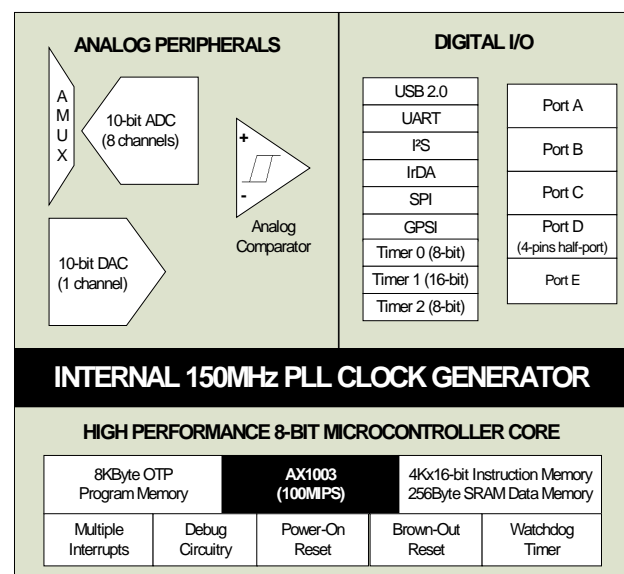 ANALOG PERIPHERALS
A
M
U
X
10-bit ADC
(8 channels)
+
-
Analog
Comparator
10-bit DAC
(1 channel)
DIGITAL I/O
USB 2.0
UART
I²S
IrDA
SPI
GPSI
Timer 0 (8-bit)
Timer 1 (16-bit)
Timer 2 (8-bit)
Port A
Port B
Port C
Port D
(4-pins half-port)
Port E
INTERNAL 150MHz PLL CLOCK GENERATOR
HIGH PERFORMANCE 8-BIT MICROCONTROLLER CORE
8KByte OTP
Program Memory
AX1003
(100MIPS)
4Kx16-bit Instruction Memory
256Byte SRAM Data Memory
Multiple
Interrupts
Debug
Circuitry
Power-On
Reset
Brown-Out
Reset
Watchdog
Timer